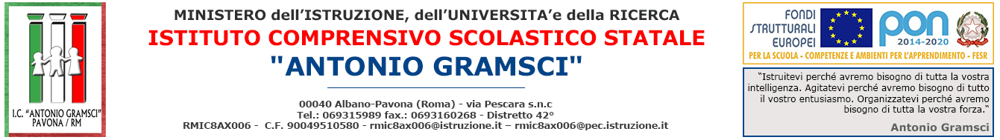 I.C. "ANTONIO GRAMSCI"
PAVONA / RM
MINISTERO dell’ISTRUZIONE, dell’UNIVERSITA’e della RICERCA
ISTITUTO COMPRENSIVO SCOLASTICO STATALE
"ANTONIO GRAMSCI"
00040 Albano-Pavona (Roma) - via Pescara s.n.c
Tel.: 069315989 fax.: 0693160268 - Distretto 42°
RMIC8AX006 - C.F. 90049510580 - rmic8ax006@istruzione.it – rmic8ax006@pec.istruzione.it
FONDI
STRUTTURALI
EUROPEI
pon
2014-2020
PER LA SCUOLA - COMPETENZE E AMBIENTI PER L'APPRENDIMENTO - FESR
“Istruitevi perché avremo bisogno di tutta la vostra
intelligenza. Agitatevi perché avremo bisogno di tutto
il vostro entusiasmo. Organizzatevi perché avremo
bisogno di tutta la vostra forza.“
Antonio Gramsci